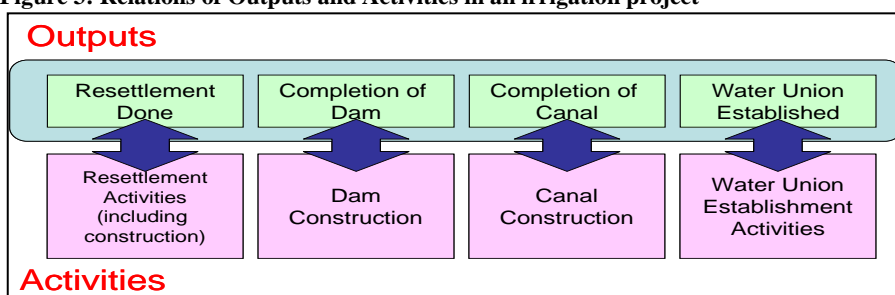 Figure 3: Relations of Outputs and Activities in an irrigation project
Outputs
Resettlement
Done
Completion of
Dam
Completion of
Canal
Water Union
Established
Resettlement
Activities
(including
construction)
Dam
Construction
Canal
Construction
Water Union
Establishment
Activities
Activities